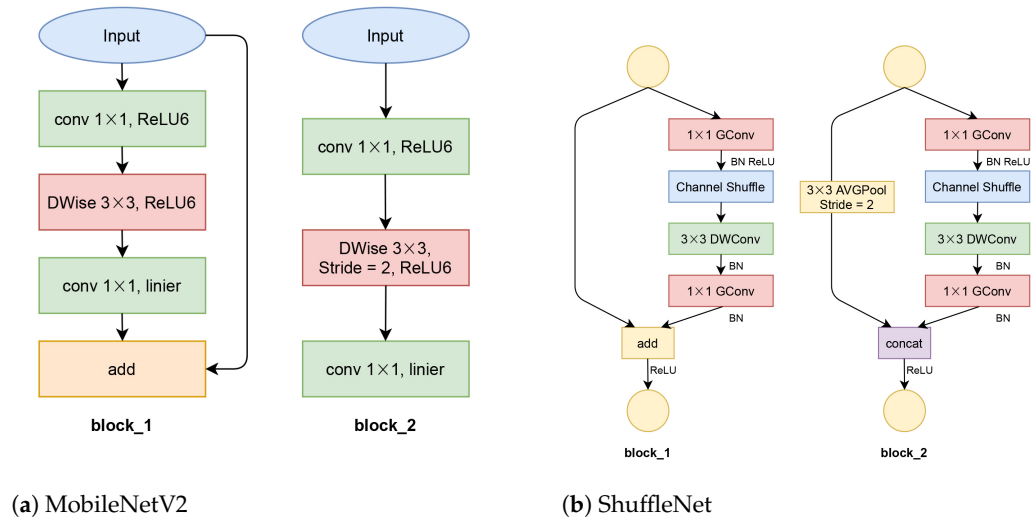 Input
conv 1×1, ReLU6
DWise 3×3, ReLU6
conv 1×1, linier
add
block_1
Input
conv 1×1, ReLU6
DWise 3×3,
Stride = 2, ReLU6
conv 1×1, linier
block_2
(a) MobileNetV2
1×1 GConv
BN ReLU
Channel Shuffle
3×3 DWConv
BN
1×1 GConv
BN
add
ReLU
block_1
1×1 GConv
BN ReLU
3×3 AVGPool
Stride = 2
Channel Shuffle
3×3 DWConv
BN
1×1 GConv
BN
concat
ReLU
block_2
(b) ShuffleNet